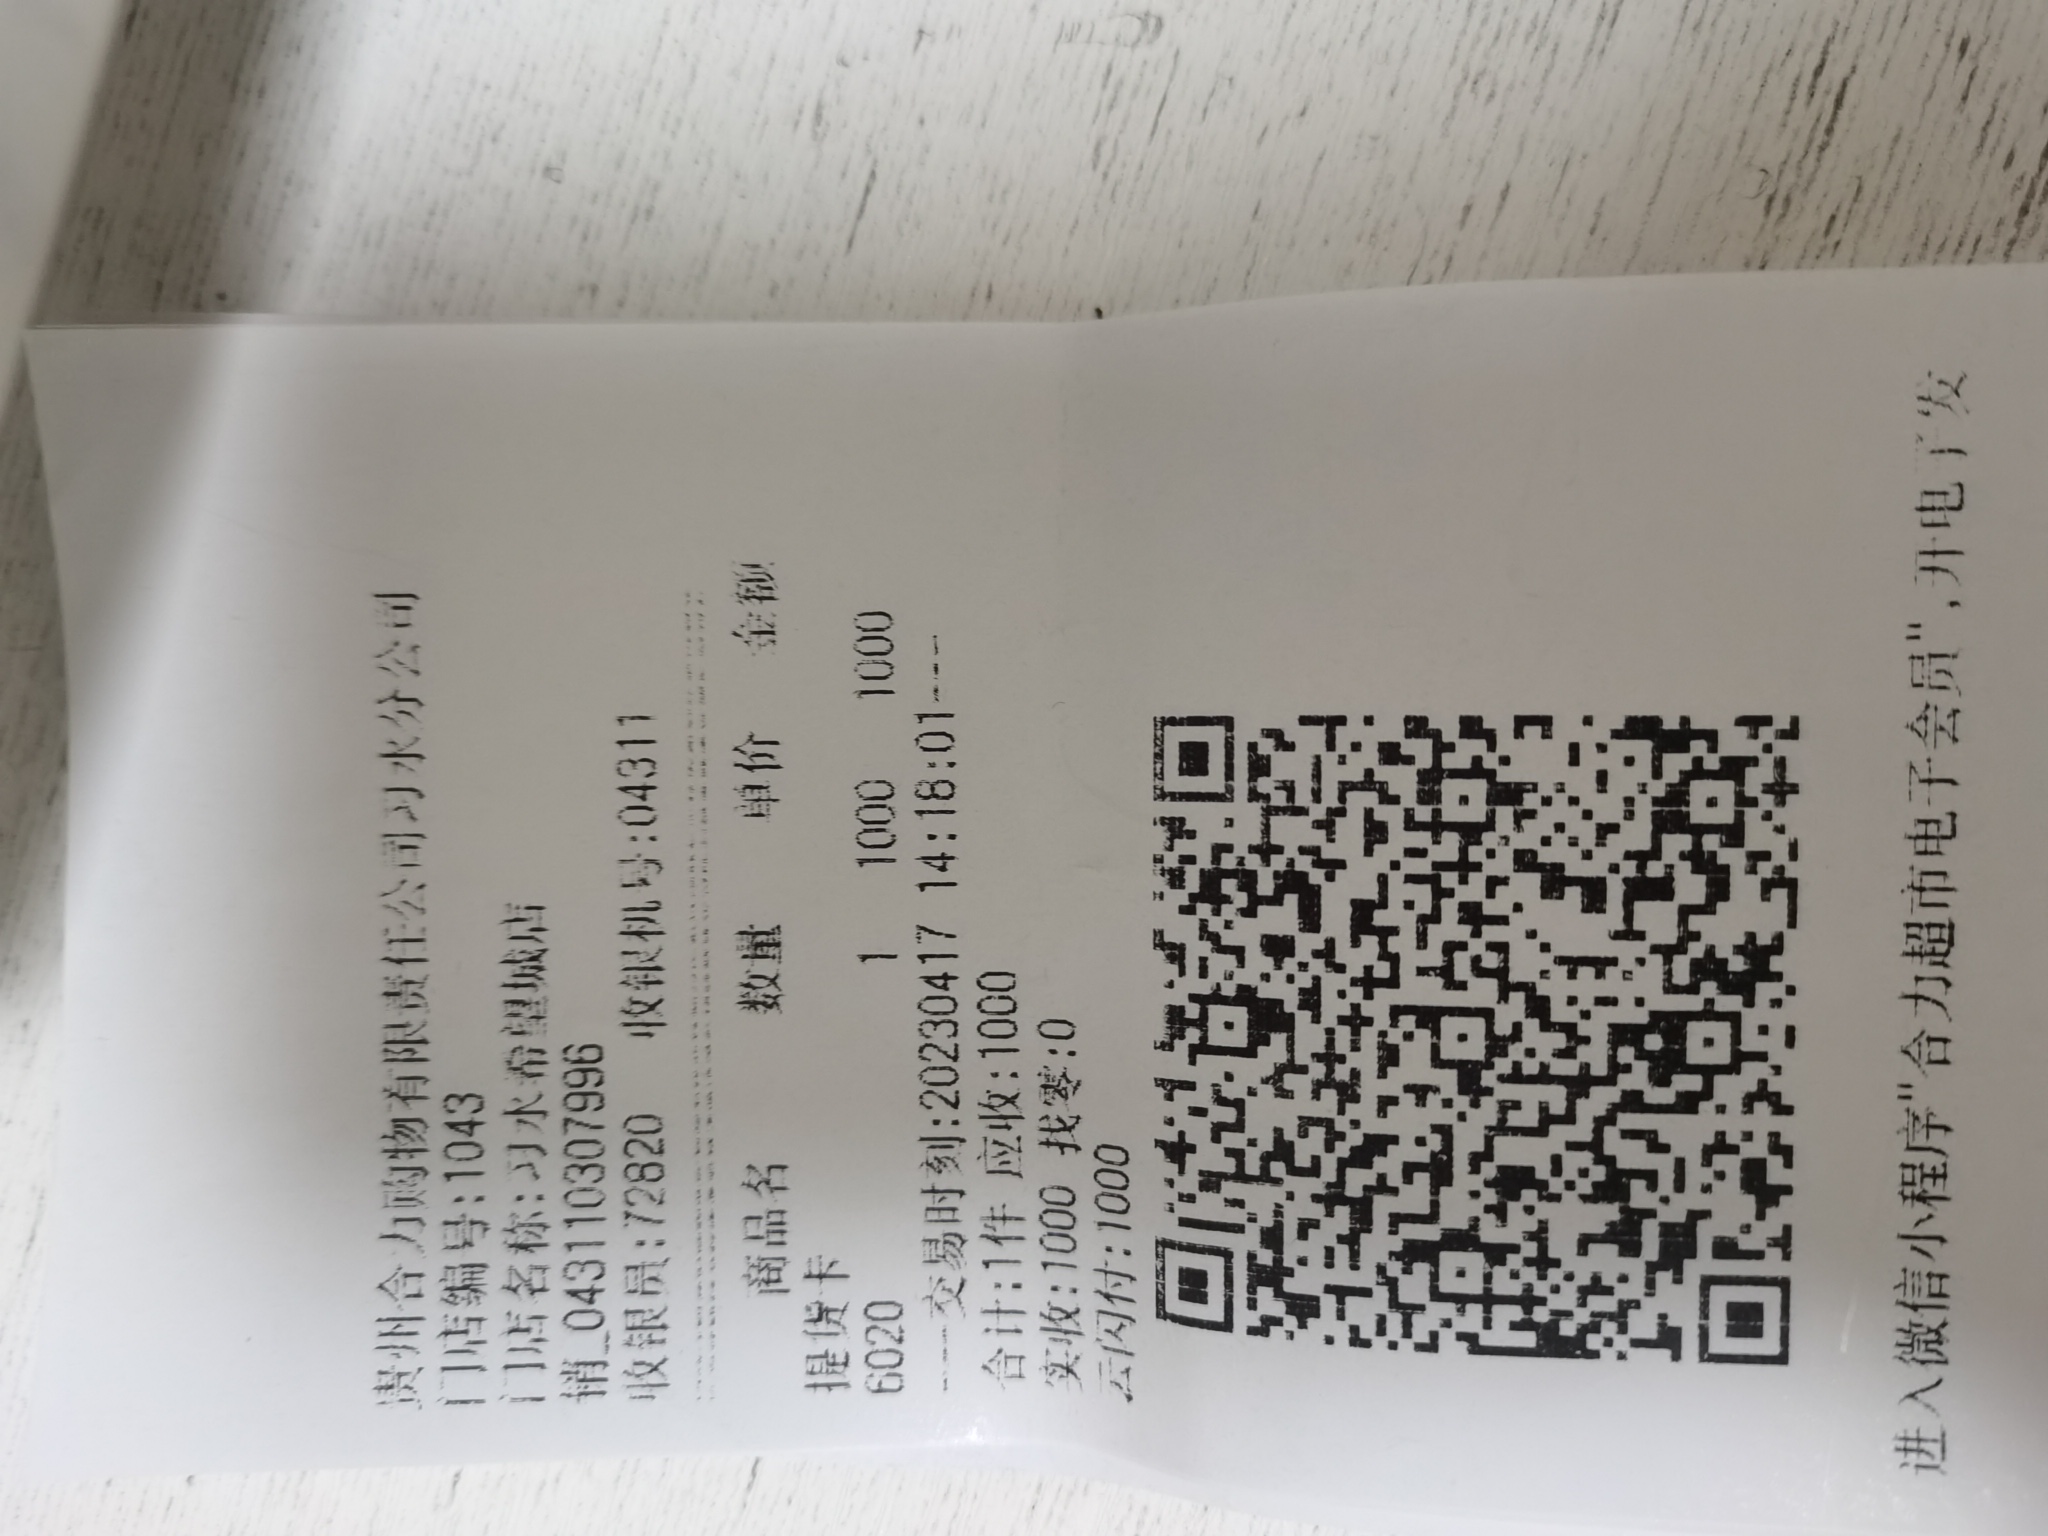 贵州合力购物有限责任公司习水分公司
门店编号:1043
门店名称:习水希望城店
销_0431103079996
收银员:72820 收银机号:04311
商品名 数量 单价 金额
提货卡
6020 1 1000 1000
----交易时刻:20230417 14:18:01----
合计:1件 应收:1000
实收:1000 找零:0
云闪付:1000
进入微信小程序"合力超市电子会员",开电子发